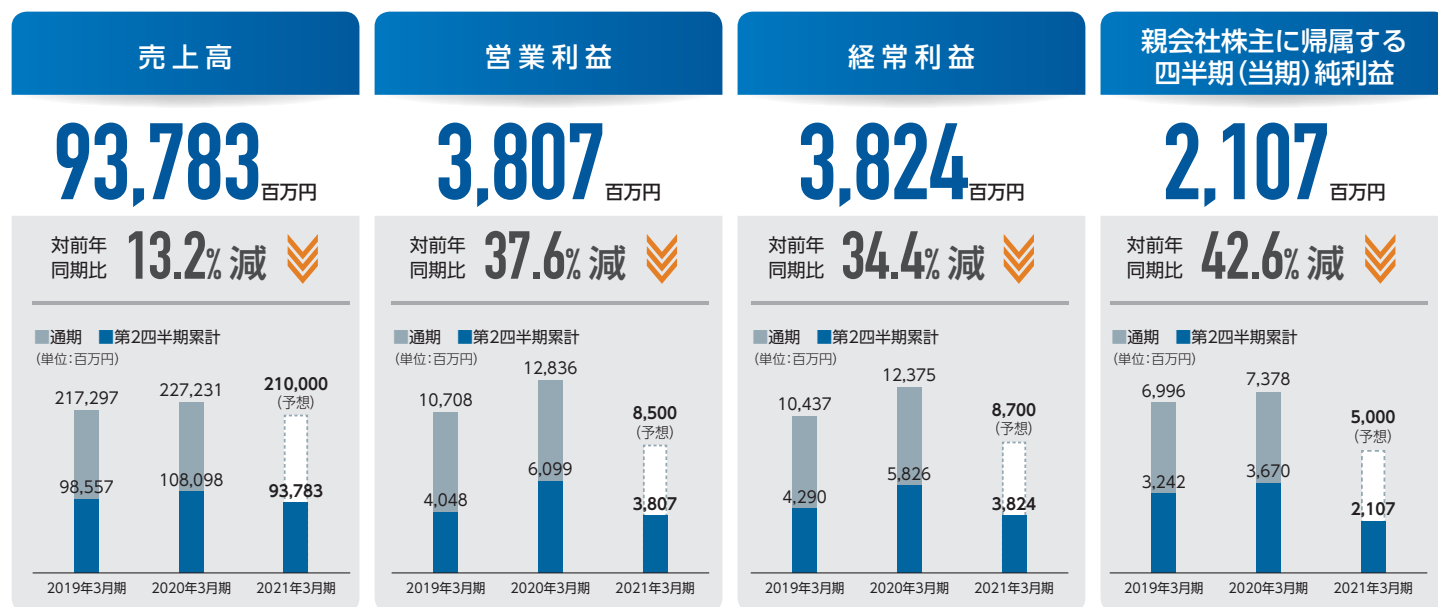 売上高
93,783百万円
対前年
同期比
13.2%減
■通期 ■第2四半期累計
(単位:百万円)
217,297
227,231
210,000
(予想)
98,557
108,098
93,783
2019年3月期
2020年3月期
2021年3月期
営業利益
3,807百万円
対前年
同期比
37.6%減
■通期 ■第2四半期累計
(単位:百万円)
10,708
12,836
8,500
(予想)
4,048
6,099
3,807
2019年3月期
2020年3月期
2021年3月期
経常利益
3,824百万円
対前年
同期比
34.4%減
■通期 ■第2四半期累計
(単位:百万円)
10,437
12,375
8,700
(予想)
4,290
5,826
3,824
2019年3月期
2020年3月期
2021年3月期
親会社株主に帰属する
四半期(当期)純利益
2,107百万円
対前年
同期比
42.6%減
■通期 ■第2四半期累計
(単位:百万円)
6,996
7,378
5,000
(予想)
3,242
3,670
2,107
2019年3月期
2020年3月期
2021年3月期